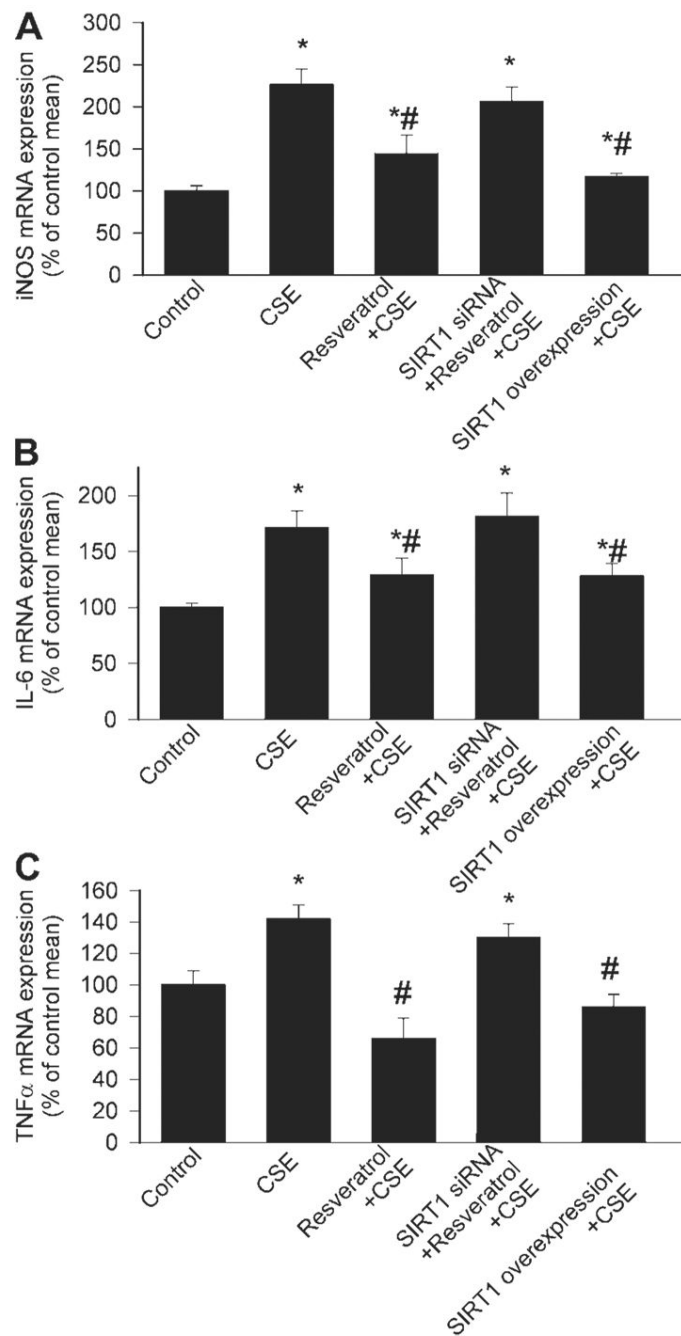 A
iNOS mRNA expression
(% of control mean)
300
250
200
150
100
50
0
*
*#
*
*#
Control
CSE
Resveratrol
+CSE
SIRT1 siRNA
+Resveratrol
+CSE
SIRT1 overexpression
+CSE
B
IL-6 mRNA expression
(% of control mean)
200
150
100
50
0
*
*#
*
*#
Control
CSE
Resveratrol
+CSE
SIRT1 siRNA
+Resveratrol
+CSE
SIRT1 overexpression
+CSE
C
TNFα mRNA expression
(% of control mean)
160
140
120
100
80
60
40
20
0
*
#
*
#
Control
CSE
Resveratrol
+CSE
SIRT1 siRNA
+Resveratrol
+CSE
SIRT1 overexpression
+CSE